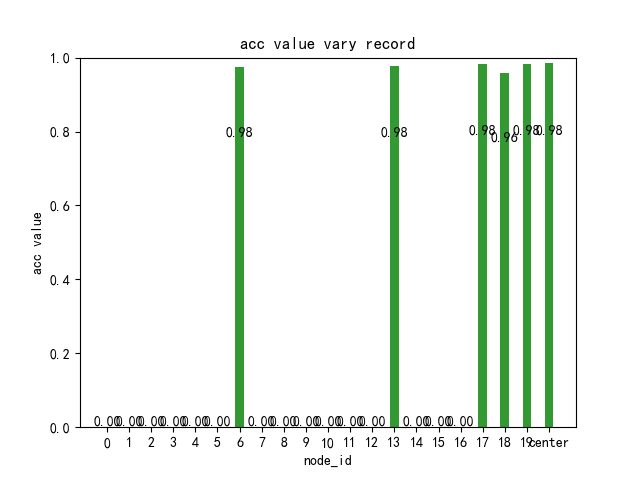 acc value vary record
1.0
0.8
0.6
0.4
0.2
0.0
acc value
0.00 0.00 0.00 0.00 0.00 0.00 0.98 0.00 0.00 0.00 0.00 0.00 0.00 0.98 0.00 0.00 0.00 0.98 0.96 0.98 0.98
0 1 2 3 4 5 6 7 8 9 10 11 12 13 14 15 16 17 18 19 center
node_id